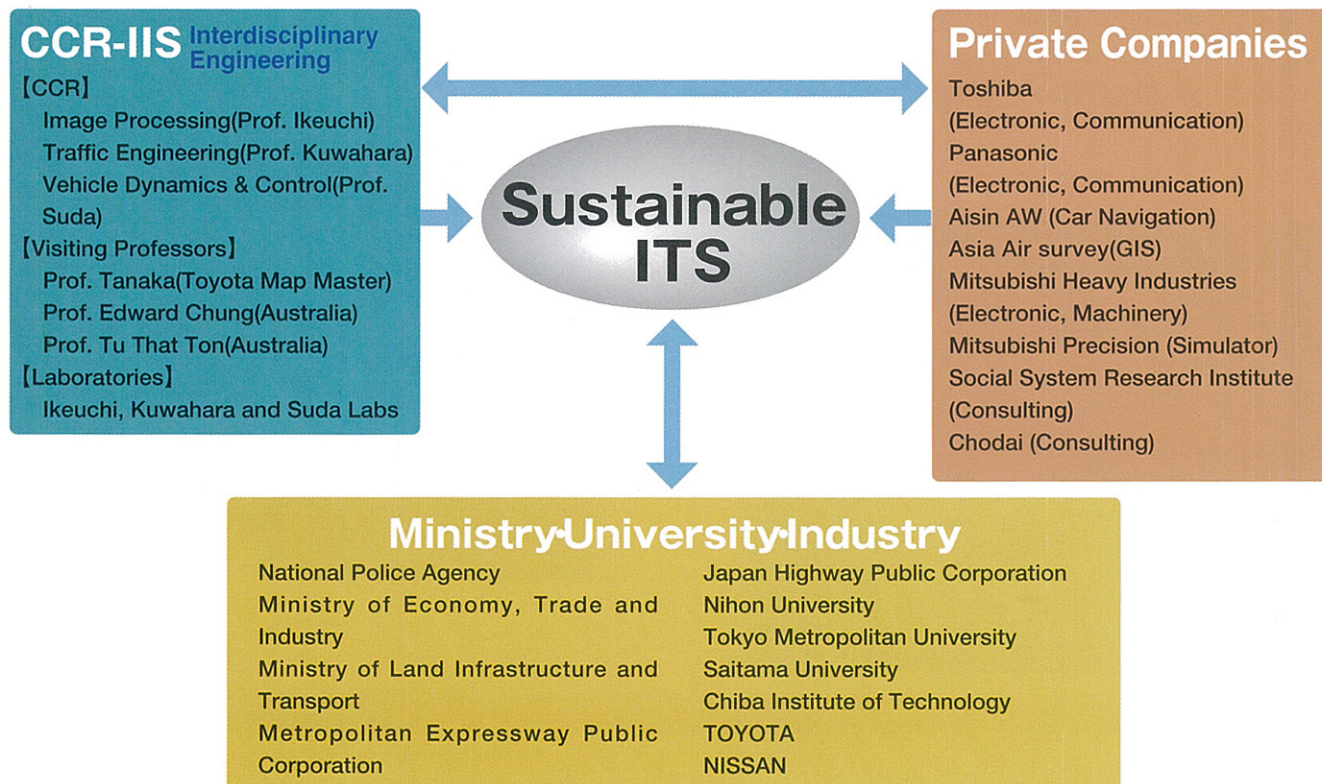 CCR-IIS Interdisciplinary
Engineering
【CCR】
Image Processing(Prof. Ikeuchi)
Traffic Engineering(Prof. Kuwahara)
Vehicle Dynamics & Control(Prof.
Suda)
【Visiting Professors】
Prof. Tanaka(Toyota Map Master)
Prof. Edward Chung(Australia)
Prof. Tu That Ton(Australia)
【Laboratories】
Ikeuchi, Kuwahara and Suda Labs
Sustainable
ITS
Private Companies
Toshiba
(Electronic, Communication)
Panasonic
(Electronic, Communication)
Aisin AW (Car Navigation)
Asia Air survey(GIS)
Mitsubishi Heavy Industries
(Electronic, Machinery)
Mitsubishi Precision (Simulator)
Social System Research Institute
(Consulting)
Chodai (Consulting)
Ministry·University·Industry
National Police Agency
Ministry of Economy, Trade and
Industry
Ministry of Land Infrastructure and
Transport
Metropolitan Expressway Public
Corporation
Japan Highway Public Corporation
Nihon University
Tokyo Metropolitan University
Saitama University
Chiba Institute of Technology
TOYOTA
NISSAN